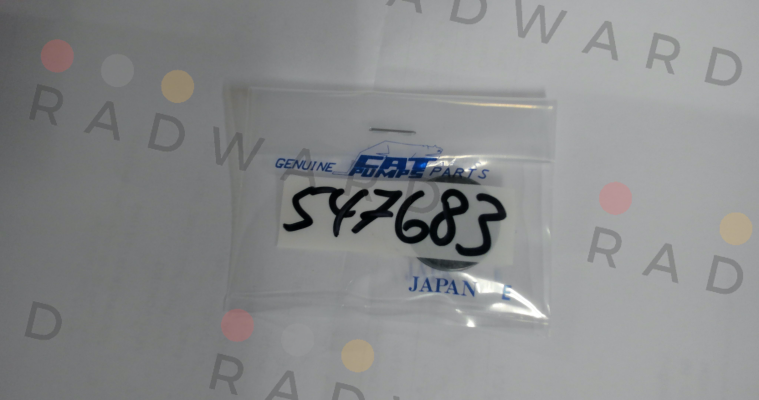 RADWARD
RADWARD
GENUINE CAT PUMPS PARTS
547683
JAPAN
RAD
D
RAD